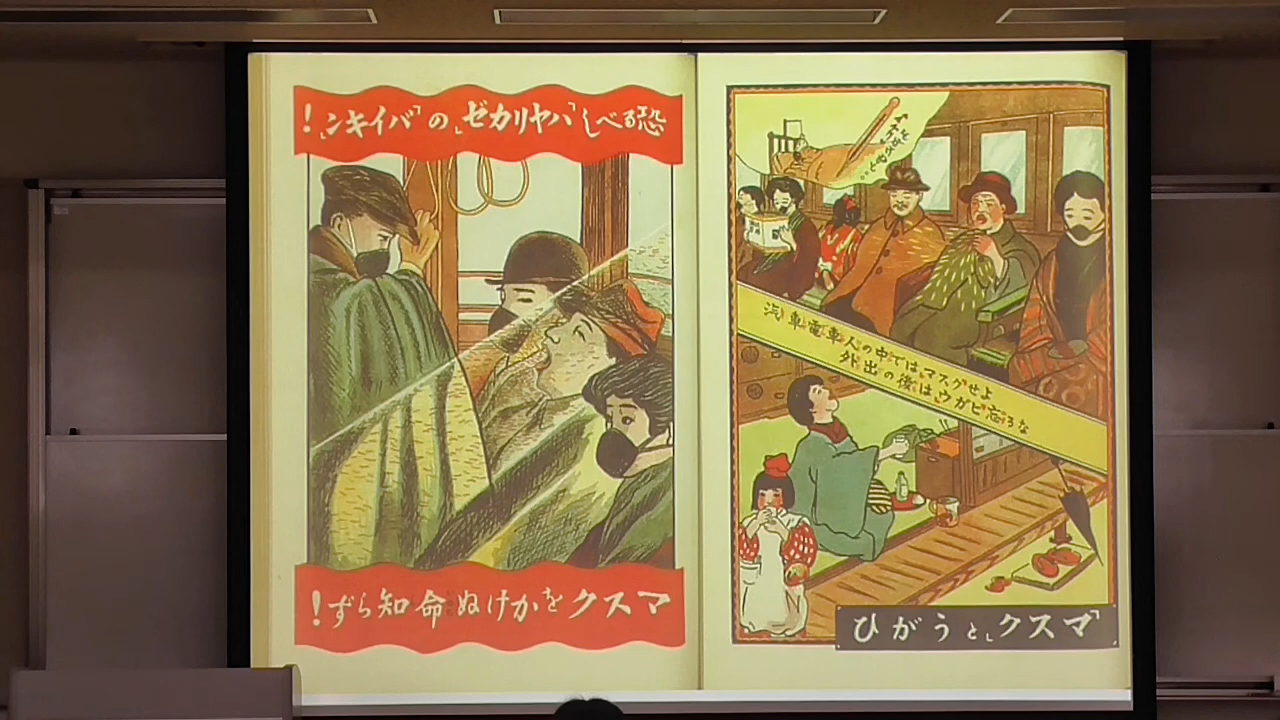 恐るべし「ハヤリカゼ」の「バイキン」!
マスクをかけぬ命知らず!
汽車電車人の中ではマスクせよ
外出の後はウガヒ忘るな
「マスク」とうがひ